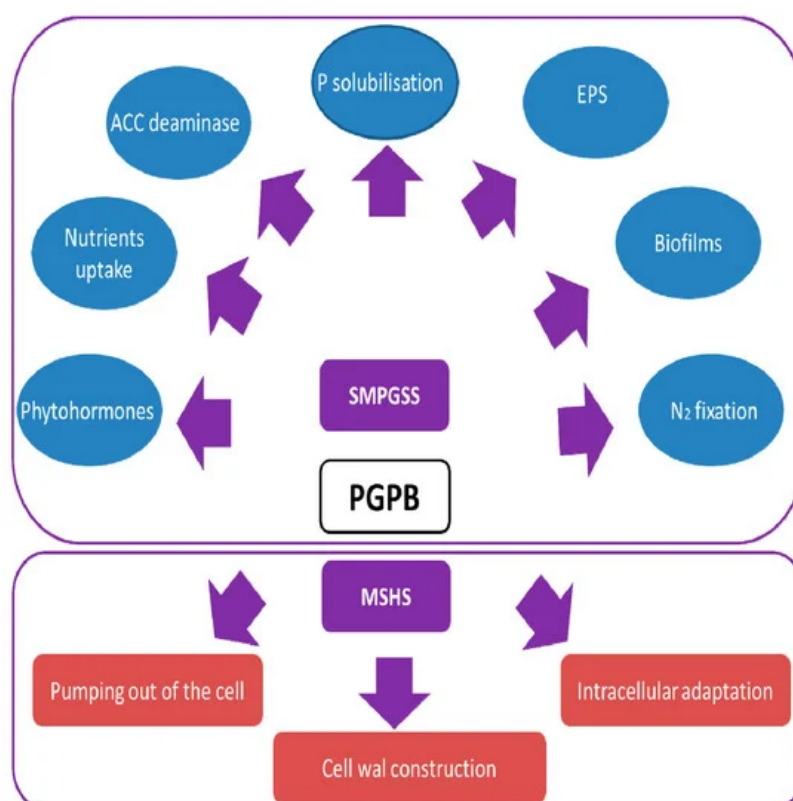 P solubilisation
EPS
ACC deaminase
Nutrients
uptake
Biofilms
Phytohormones
SMPGSS
N₂ fixation
PGPB
MSHS
Pumping out of the cell
Intracellular adaptation
Cell wal construction